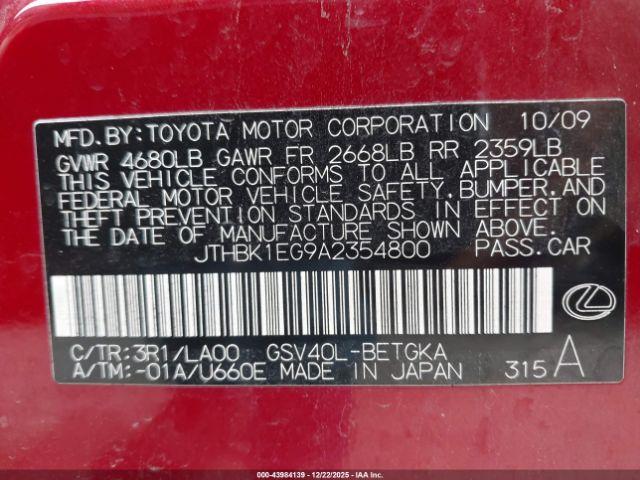 MFD.BY:TOYOTA MOTOR CORPORATION 10/09
GVWR 4680LB GAWR FR 2668LB RR 2359LB
THIS VEHICLE CONFORMS TO ALL APPLICABLE
FEDERAL MOTOR VEHICLE SAFETY,BUMPER,AND
THEFT PREVENTION STANDARDS IN EFFECT ON
THE DATE OF MANUFACTURE SHOWN ABOVE.
JTHBK1EG9A2354800 PASS.CAR
C/TR:3R1/LA00 GSV40L-BETGKA
A/TM:-01A/U660E MADE IN JAPAN 315 A
000-43984139 - 12/22/2025 - IAA Inc.